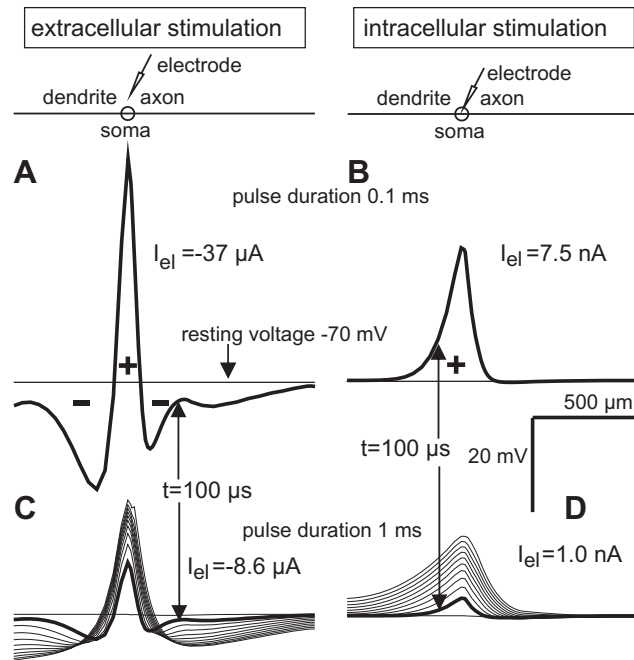 extracellular stimulation
intracellular stimulation
electrode
dendrite axon
soma
electrode
dendrite axon
soma
A
B
pulse duration 0.1 ms
I_el = -37 µA
I_el = 7.5 nA
resting voltage -70 mV
+
+
- -
500 µm
20 mV
t=100 µs
t=100 µs
C
D
pulse duration 1 ms
I_el = -8.6 µA
I_el = 1.0 nA